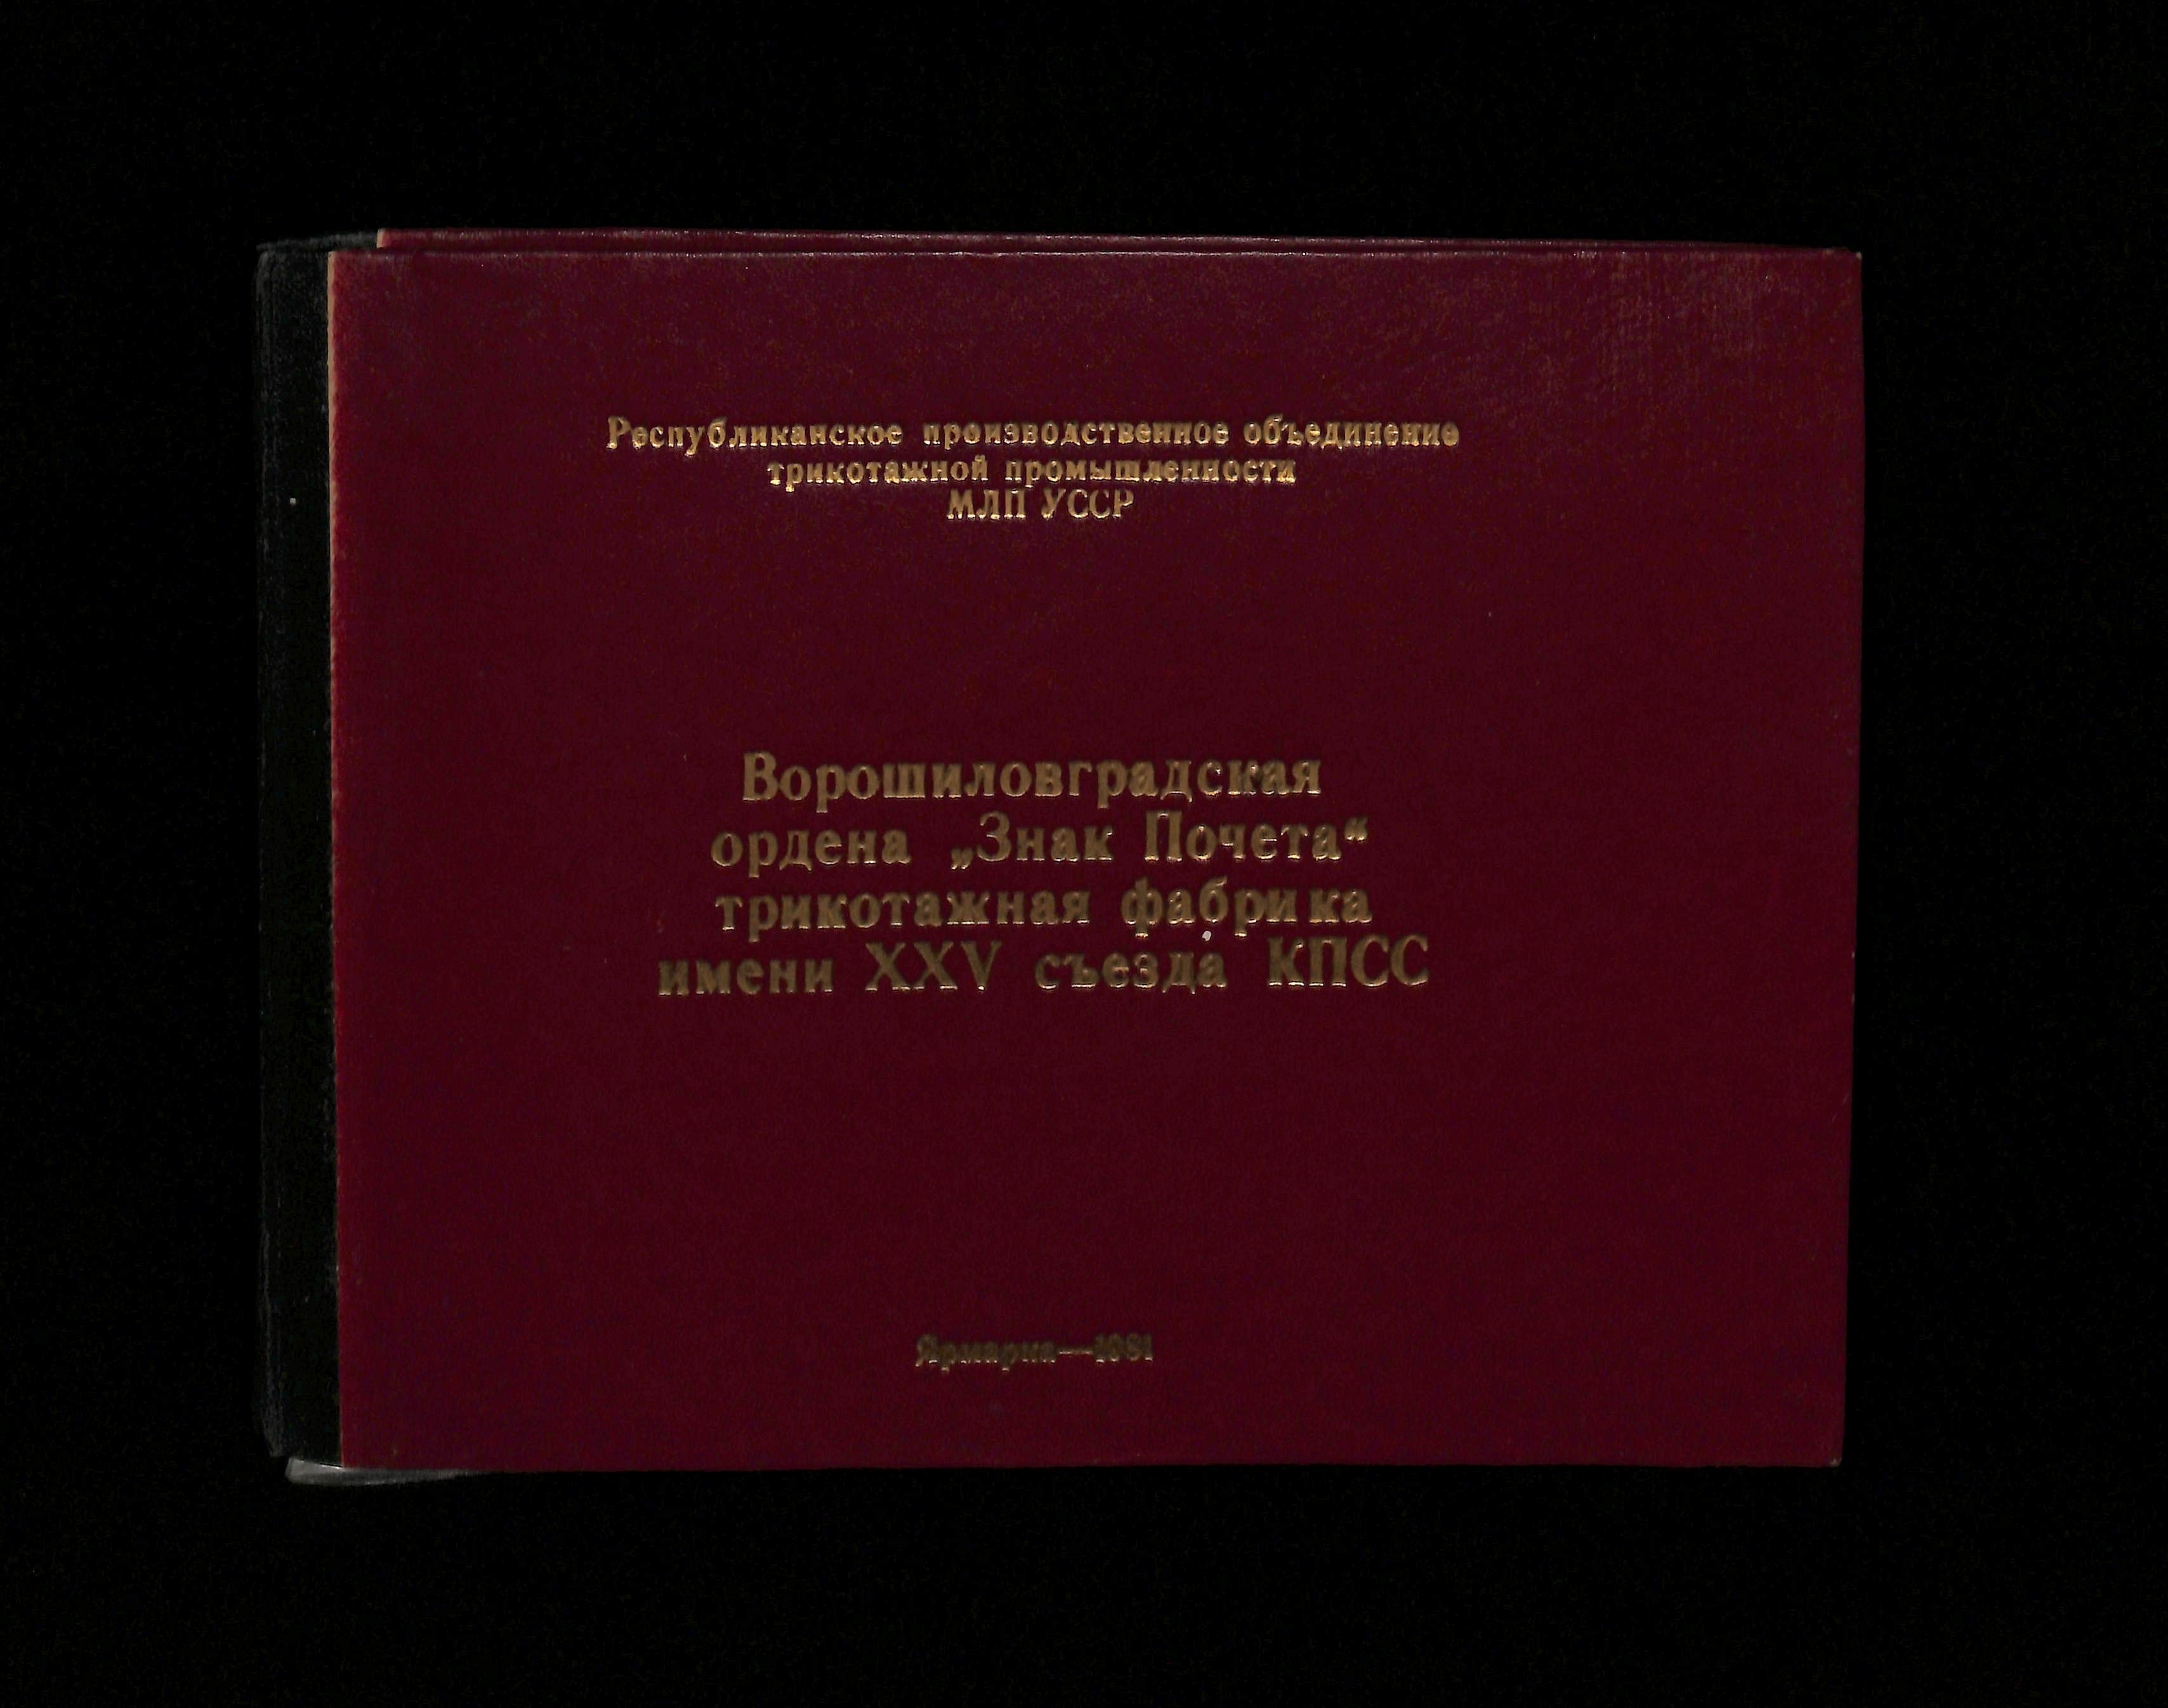 Республиканское производственное объединение
трикотажной промышленности
МЛП УССР
Ворошиловградская
ордена „Знак Почета“
трикотажная фабрика
имени XXV съезда КПСС
Ярмарка—1981